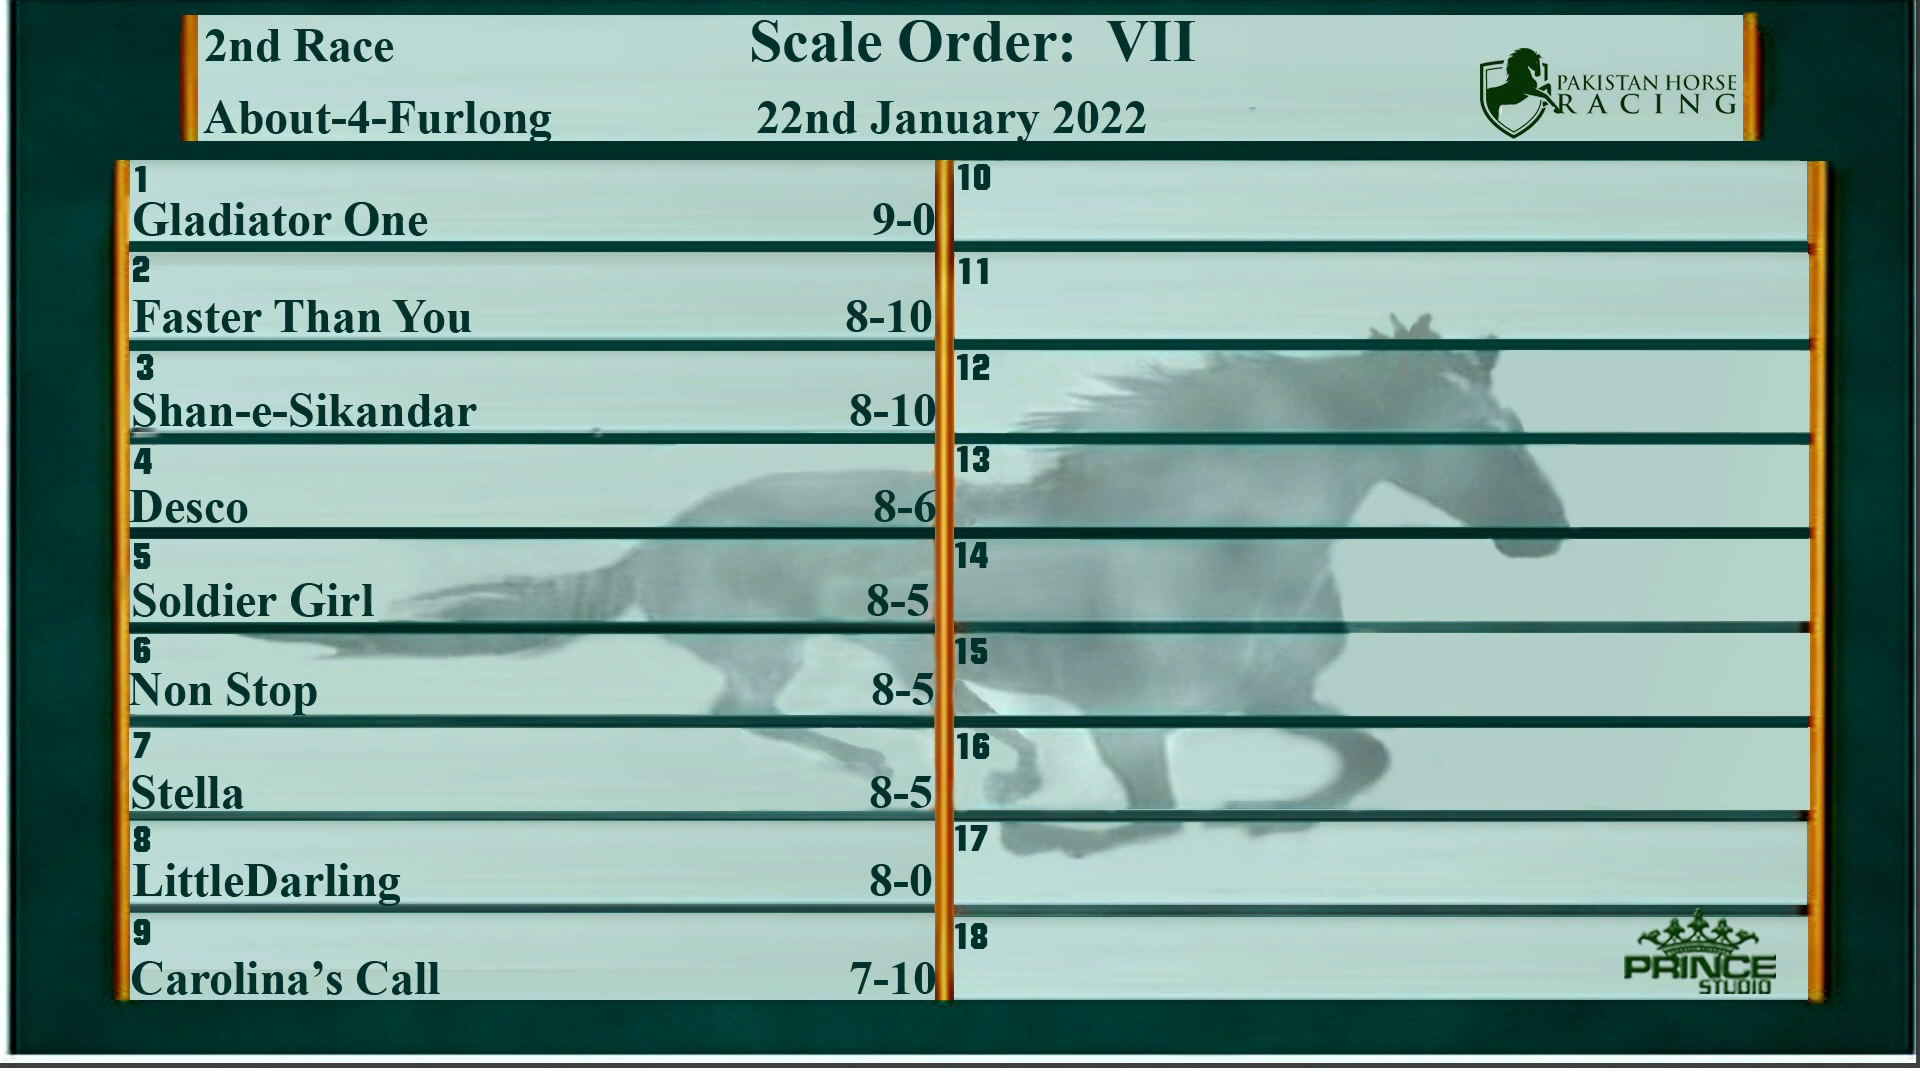 2nd Race
Scale Order: VII
About-4-Furlong
22nd January 2022
PAKISTAN HORSE
RACING
1
Gladiator One 9-0
2
Faster Than You 8-10
3
Shan-e-Sikandar 8-10
4
Desco 8-6
5
Soldier Girl 8-5
6
Non Stop 8-5
7
Stella 8-5
8
LittleDarling 8-0
9
Carolina’s Call 7-10
10
11
12
13
14
15
16
17
18
PRINCE
STUDIO